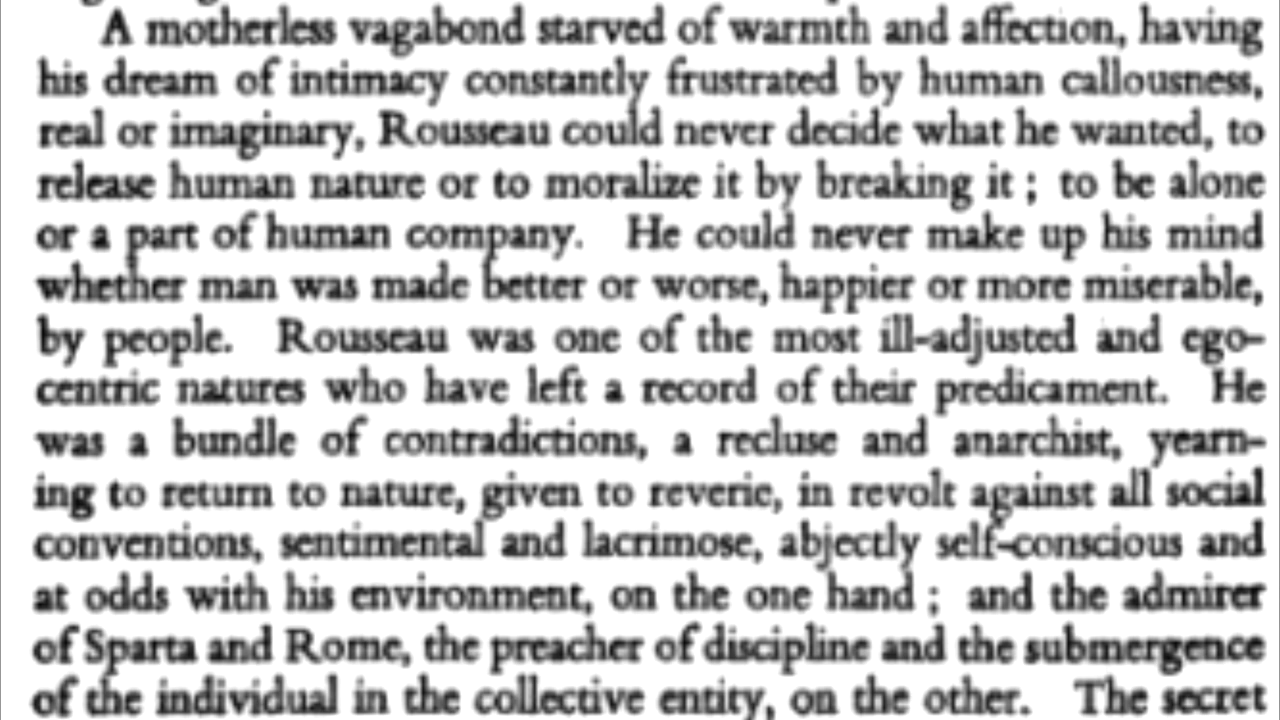 A motherless vagabond starved of warmth and affection, having
his dream of intimacy constantly frustrated by human callousness,
real or imaginary, Rousseau could never decide what he wanted, to
release human nature or to moralize it by breaking it ; to be alone
or a part of human company. He could never make up his mind
whether man was made better or worse, happier or more miserable,
by people. Rousseau was one of the most ill-adjusted and ego-
centric natures who have left a record of their predicament. He
was a bundle of contradictions, a recluse and anarchist, yearn-
ing to return to nature, given to reverie, in revolt against all social
conventions, sentimental and lacrimose, abjectly self-conscious and
at odds with his environment, on the one hand ; and the admirer
of Sparta and Rome, the preacher of discipline and the submergence
of the individual in the collective entity, on the other. The secret